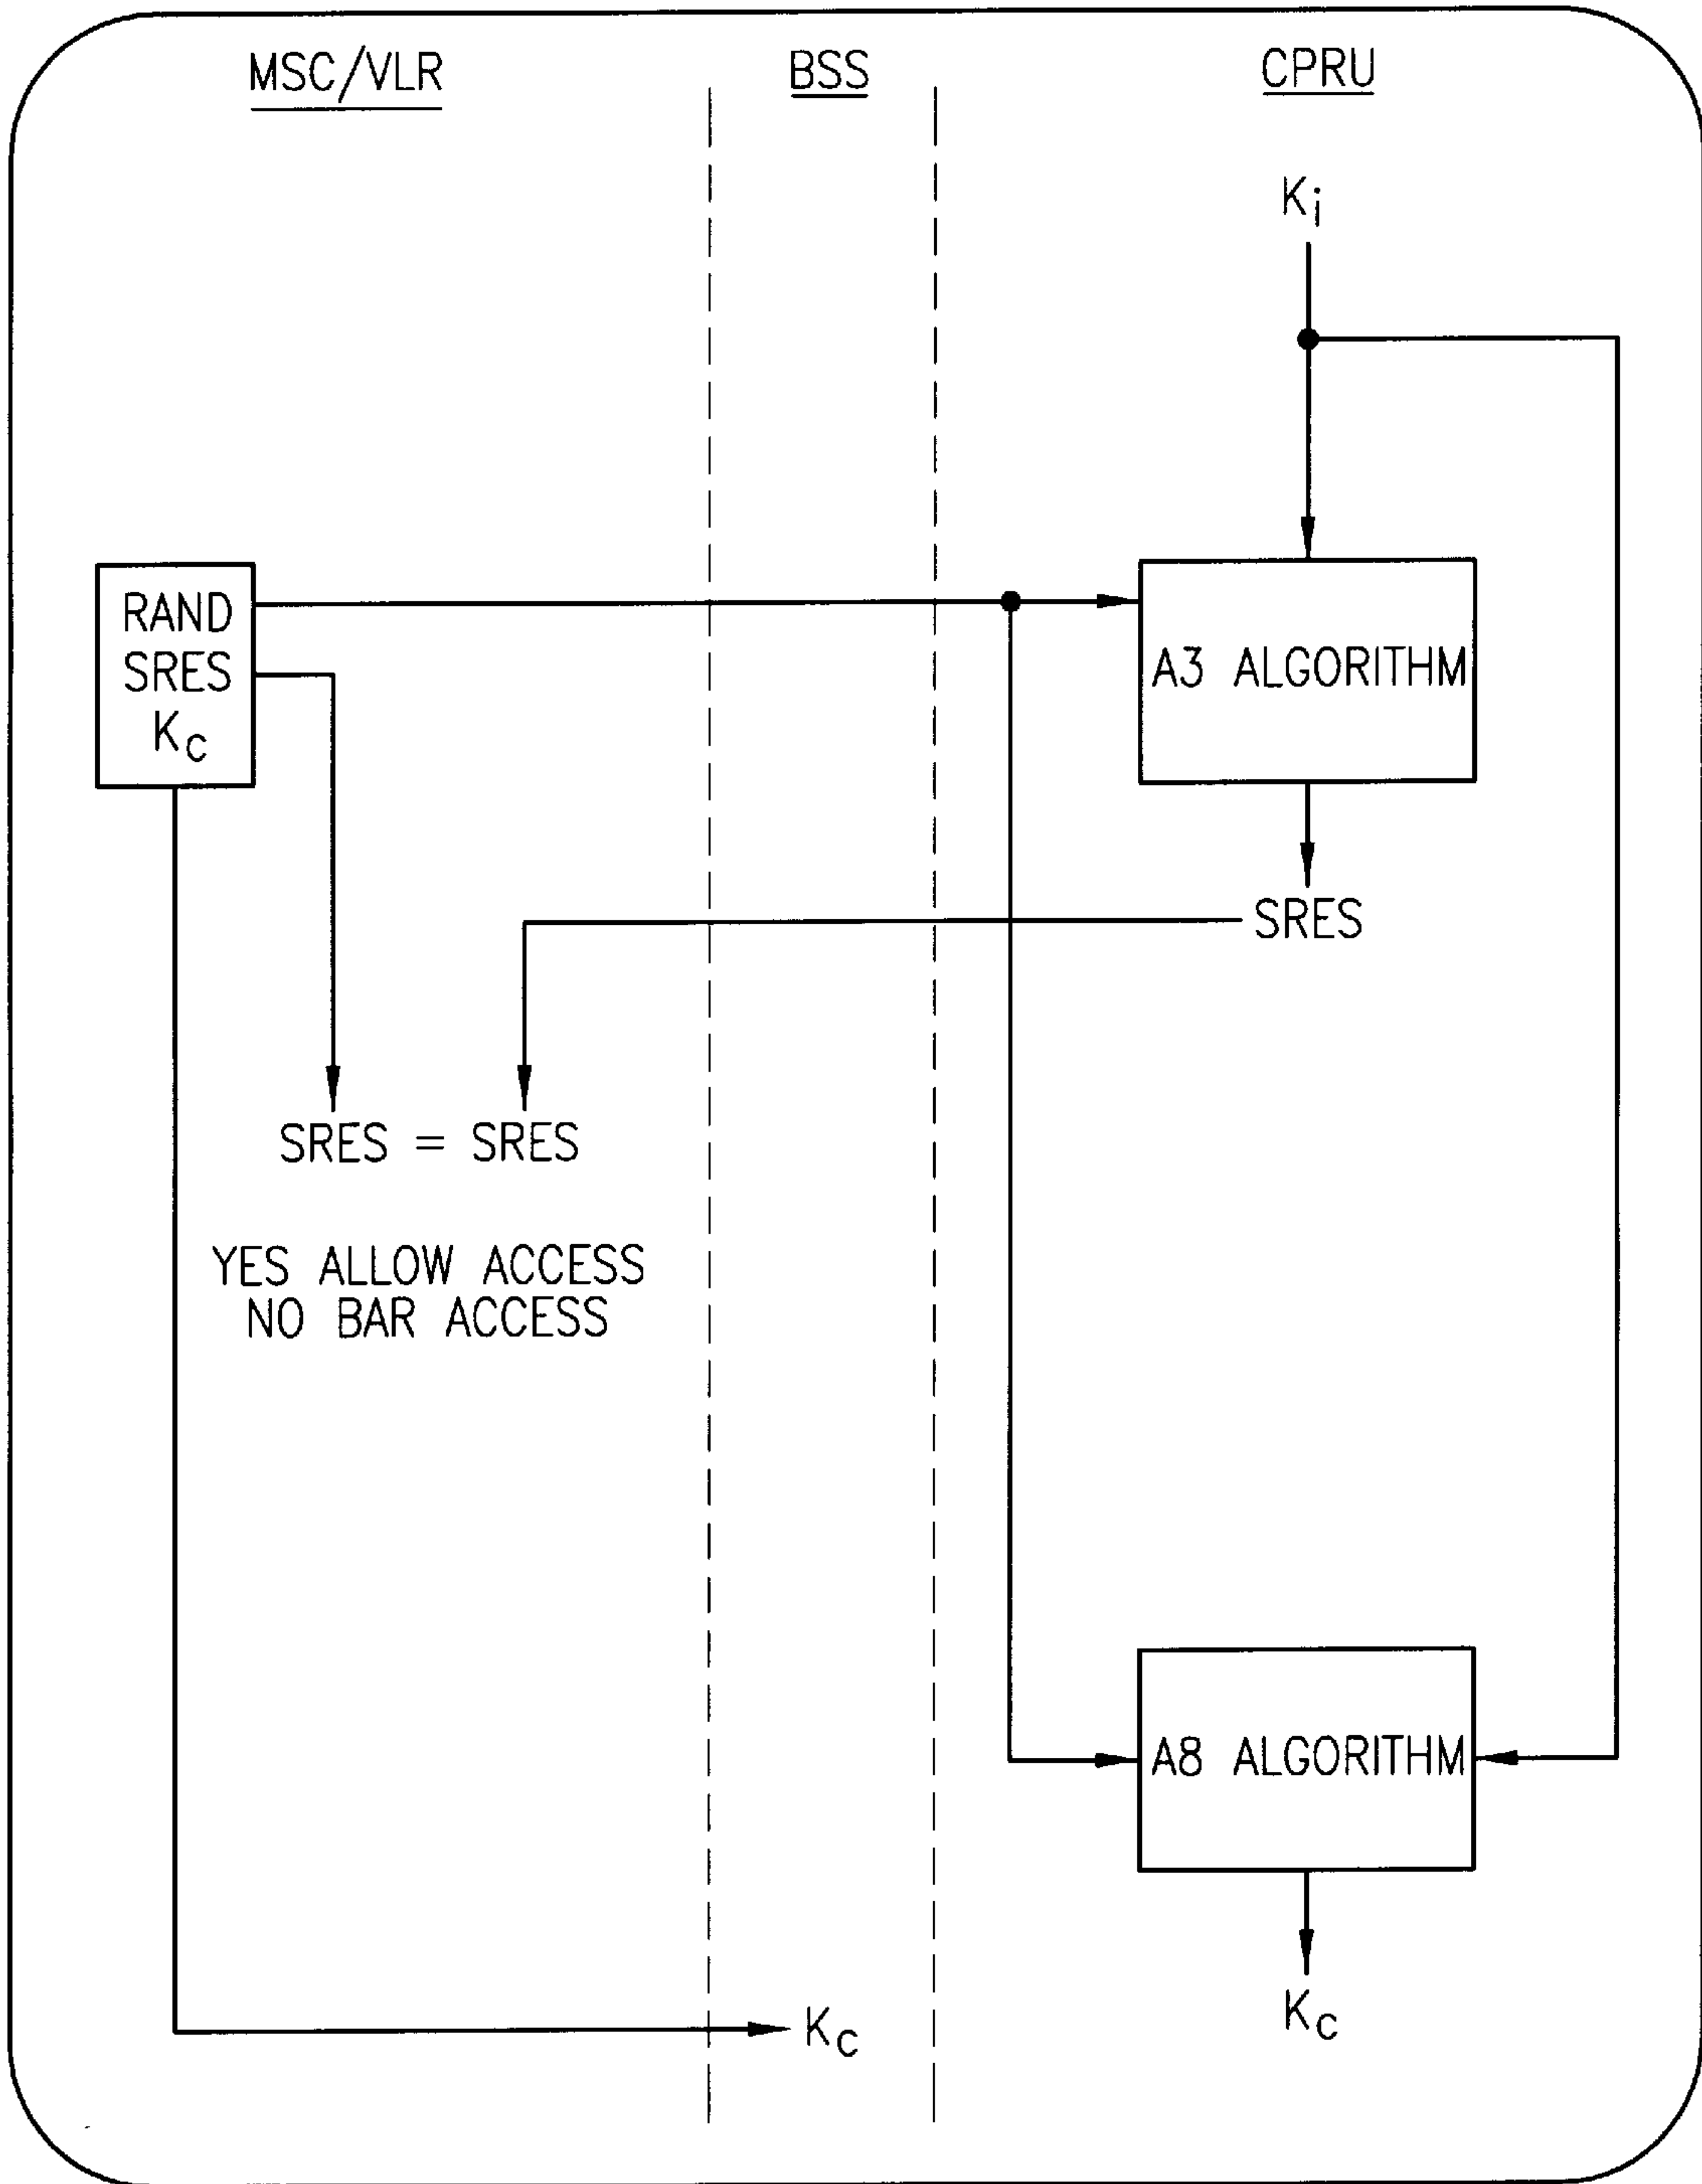 MSC/VLR
BSS
CPRU
Ki
RAND
SRES
Kc
A3 ALGORITHM
SRES
SRES = SRES
YES ALLOW ACCESS
NO BAR ACCESS
A8 ALGORITHM
Kc
Kc